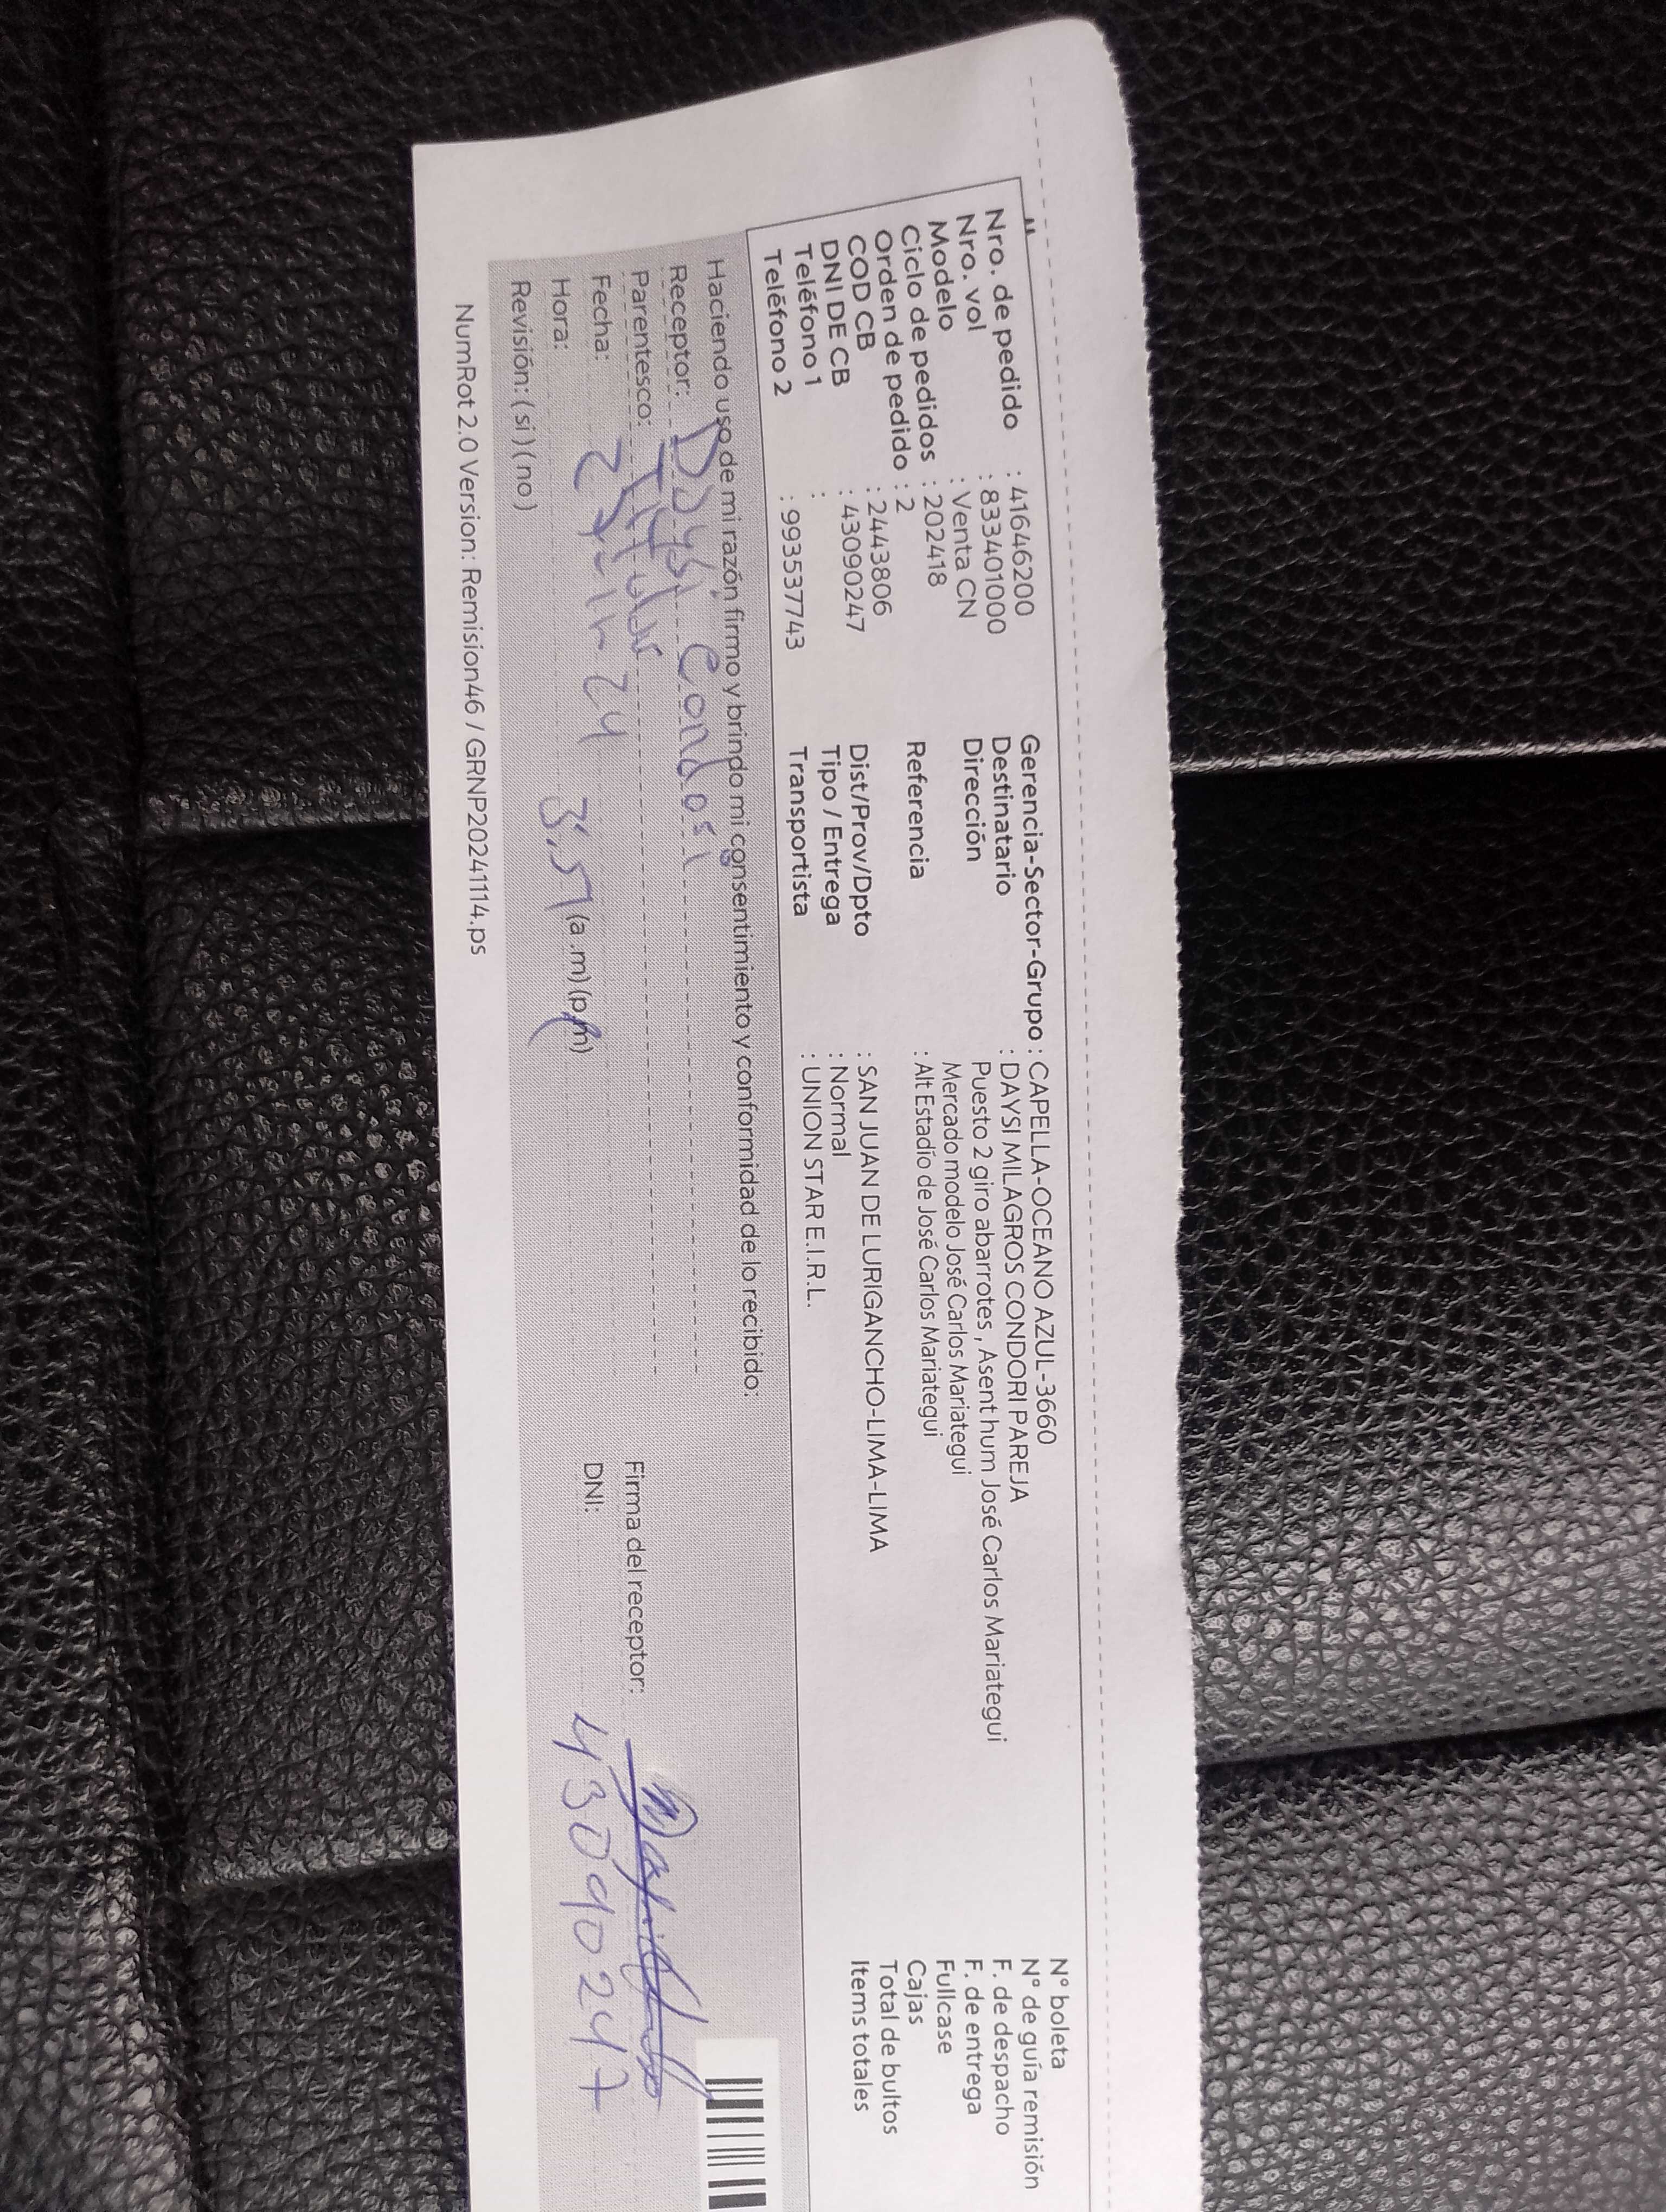 Nro. de pedido : 41646200
Nro. vol : 833401000
Modelo : Venta CN
Ciclo de pedidos : 202418
Orden de pedido : 2
COD CB : 2443806
DNI DE CB : 43090247
Teléfono 1 :
Teléfono 2 : 993537743
Gerencia-Sector-Grupo : CAPELLA-OCEANO AZUL-3660
Destinatario : DAYSI MILAGROS CONDORI PAREJA
Dirección Puesto 2 giro abarrotes, Asent hum José Carlos Mariategui
Mercado modelo José Carlos Mariategui
Referencia : Alt Estadío de José Carlos Mariategui
Dist/Prov/Dpto : SAN JUAN DE LURIGANCHO-LIMA-LIMA
Tipo / Entrega : Normal
Transportista : UNION STAR E.I.R.L.
N° boleta
N° de guía remisión
F. de despacho
F. de entrega
Fullcase
Cajas
Total de bultos
Items totales
Haciendo uso de mi razón firmo y brindo mi consentimiento y conformidad de lo recibido:
Receptor: Daysi Condori
Parentesco: Titular
Fecha: 24
Hora: (a.m)(p.m)
Revisión: (si)(no)
Firma del receptor:
DNI: 43090247
NumRot 2.0 Version: Remision46 / GRNP20241114.ps